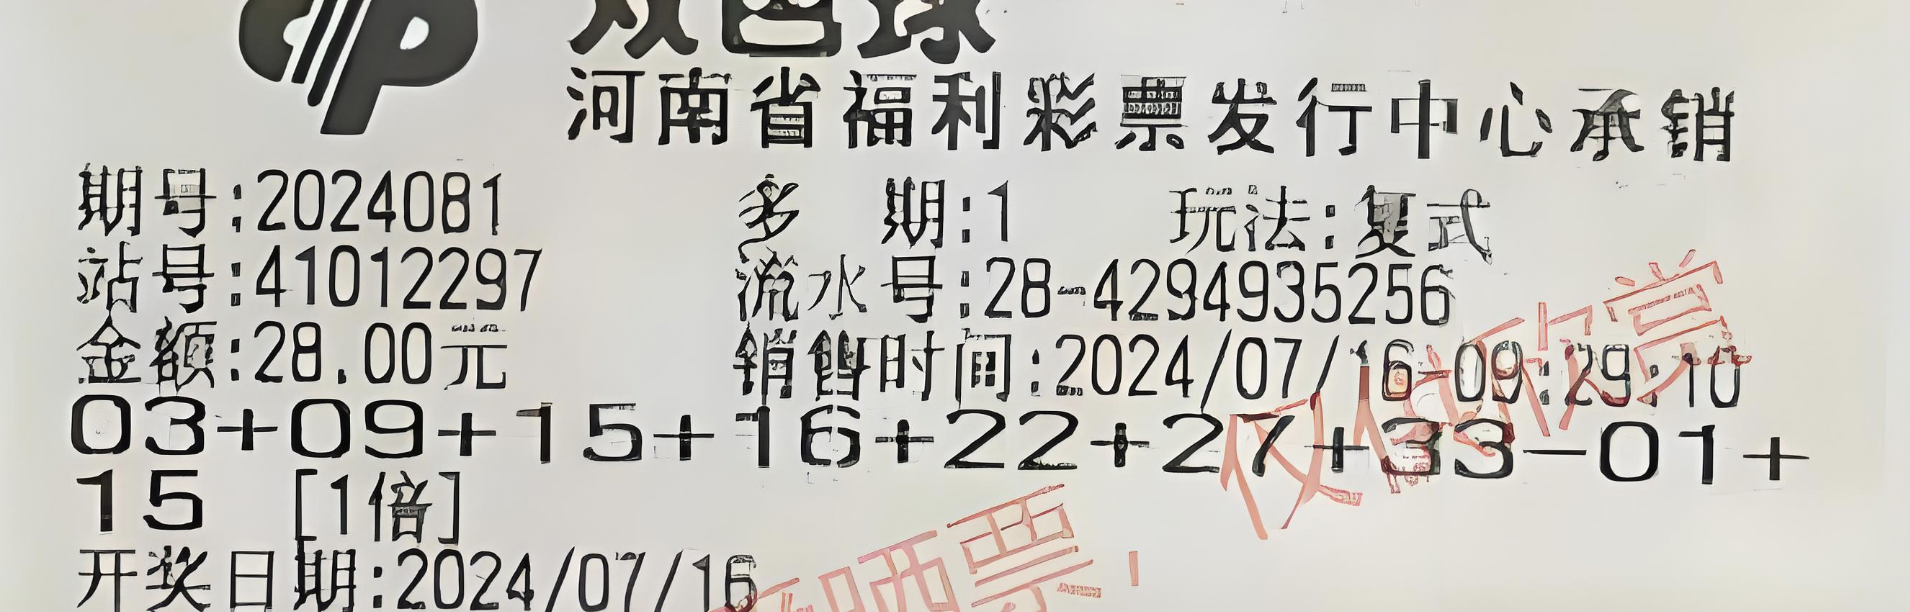 双色球
河南省福利彩票发行中心承销
期号:2024081 多 期:1 玩法:复式
站号:41012297 流水号:28-4294935256
金额:28.00元 销售时间:2024/07/16-09:29:10
03+09+15+16+22+27+33-01+
15 [1倍]
开奖日期:2024/07/16
仅供欣赏
晒票